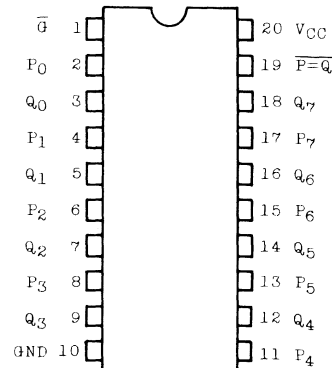 G̅ 1 20 VCC
P0 2 19 P̅=̅Q̅
Q0 3 18 Q7
P1 4 17 P7
Q1 5 16 Q6
P2 6 15 P6
Q2 7 14 Q5
P3 8 13 P5
Q3 9 12 Q4
GND 10 11 P4